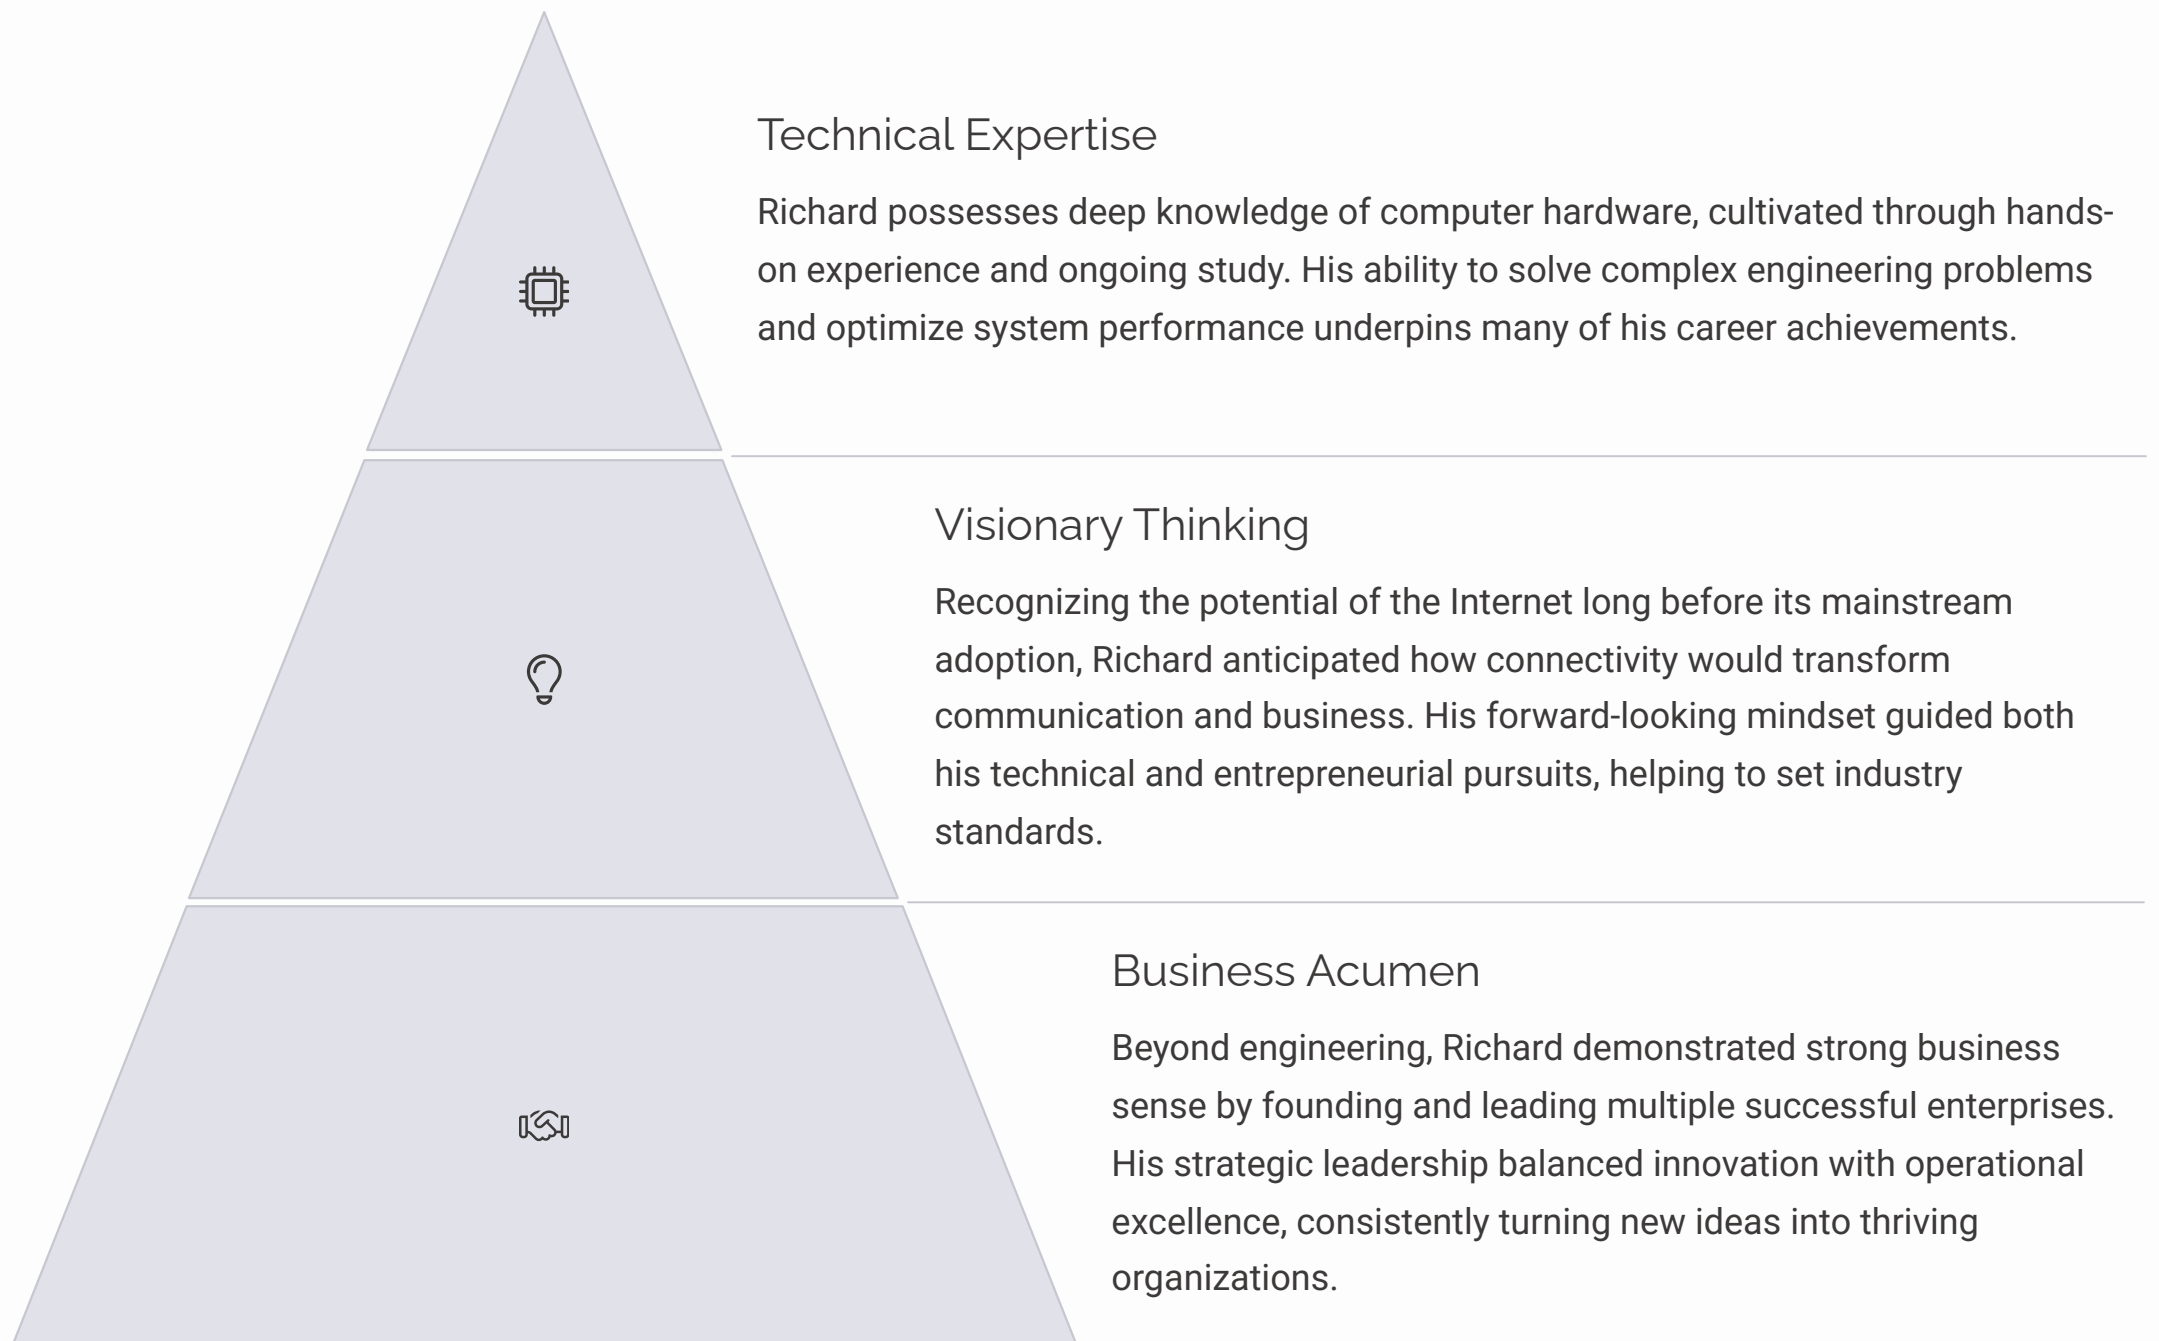 Technical Expertise
Richard possesses deep knowledge of computer hardware, cultivated through hands-
on experience and ongoing study. His ability to solve complex engineering problems
and optimize system performance underpins many of his career achievements.
Visionary Thinking
Recognizing the potential of the Internet long before its mainstream
adoption, Richard anticipated how connectivity would transform
communication and business. His forward-looking mindset guided both
his technical and entrepreneurial pursuits, helping to set industry
standards.
Business Acumen
Beyond engineering, Richard demonstrated strong business
sense by founding and leading multiple successful enterprises.
His strategic leadership balanced innovation with operational
excellence, consistently turning new ideas into thriving
organizations.